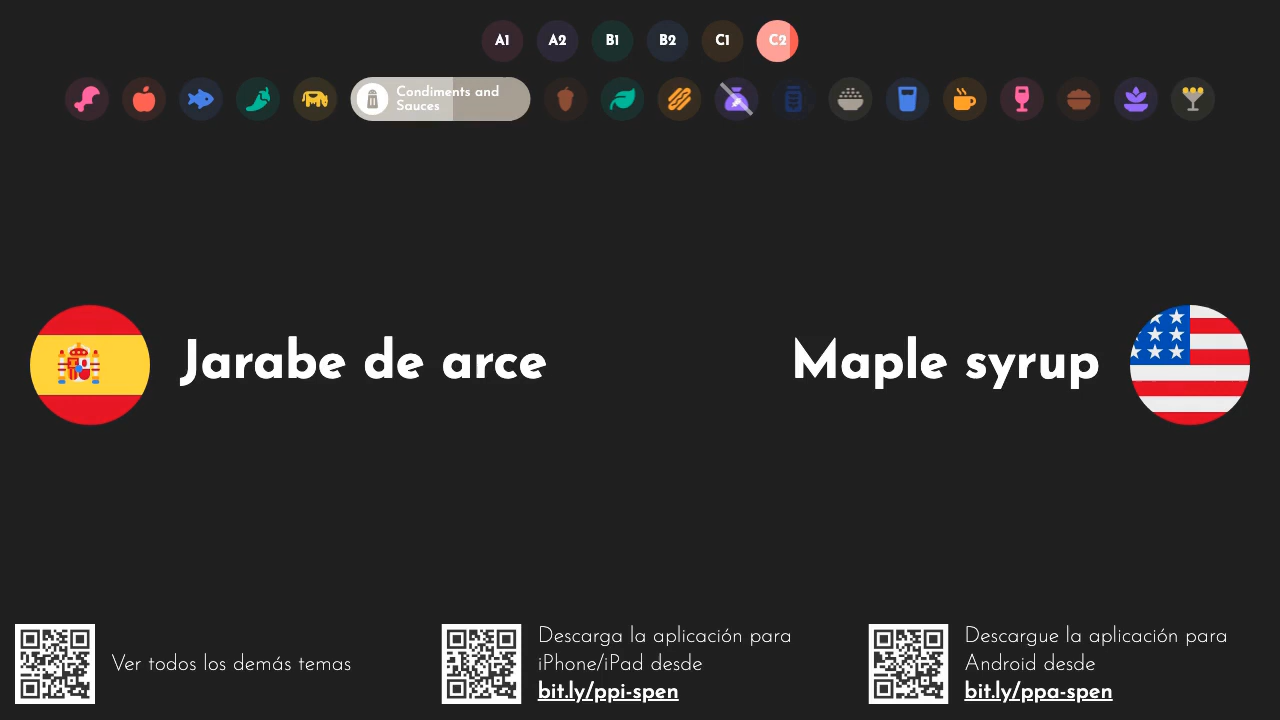 A1 A2 B1 B2 C1 C2
Condiments and
Sauces
Jarabe de arce
Maple syrup
Ver todos los demás temas
Descarga la aplicación para
iPhone/iPad desde
bit.ly/ppi-spen
Descargue la aplicación para
Android desde
bit.ly/ppa-spen